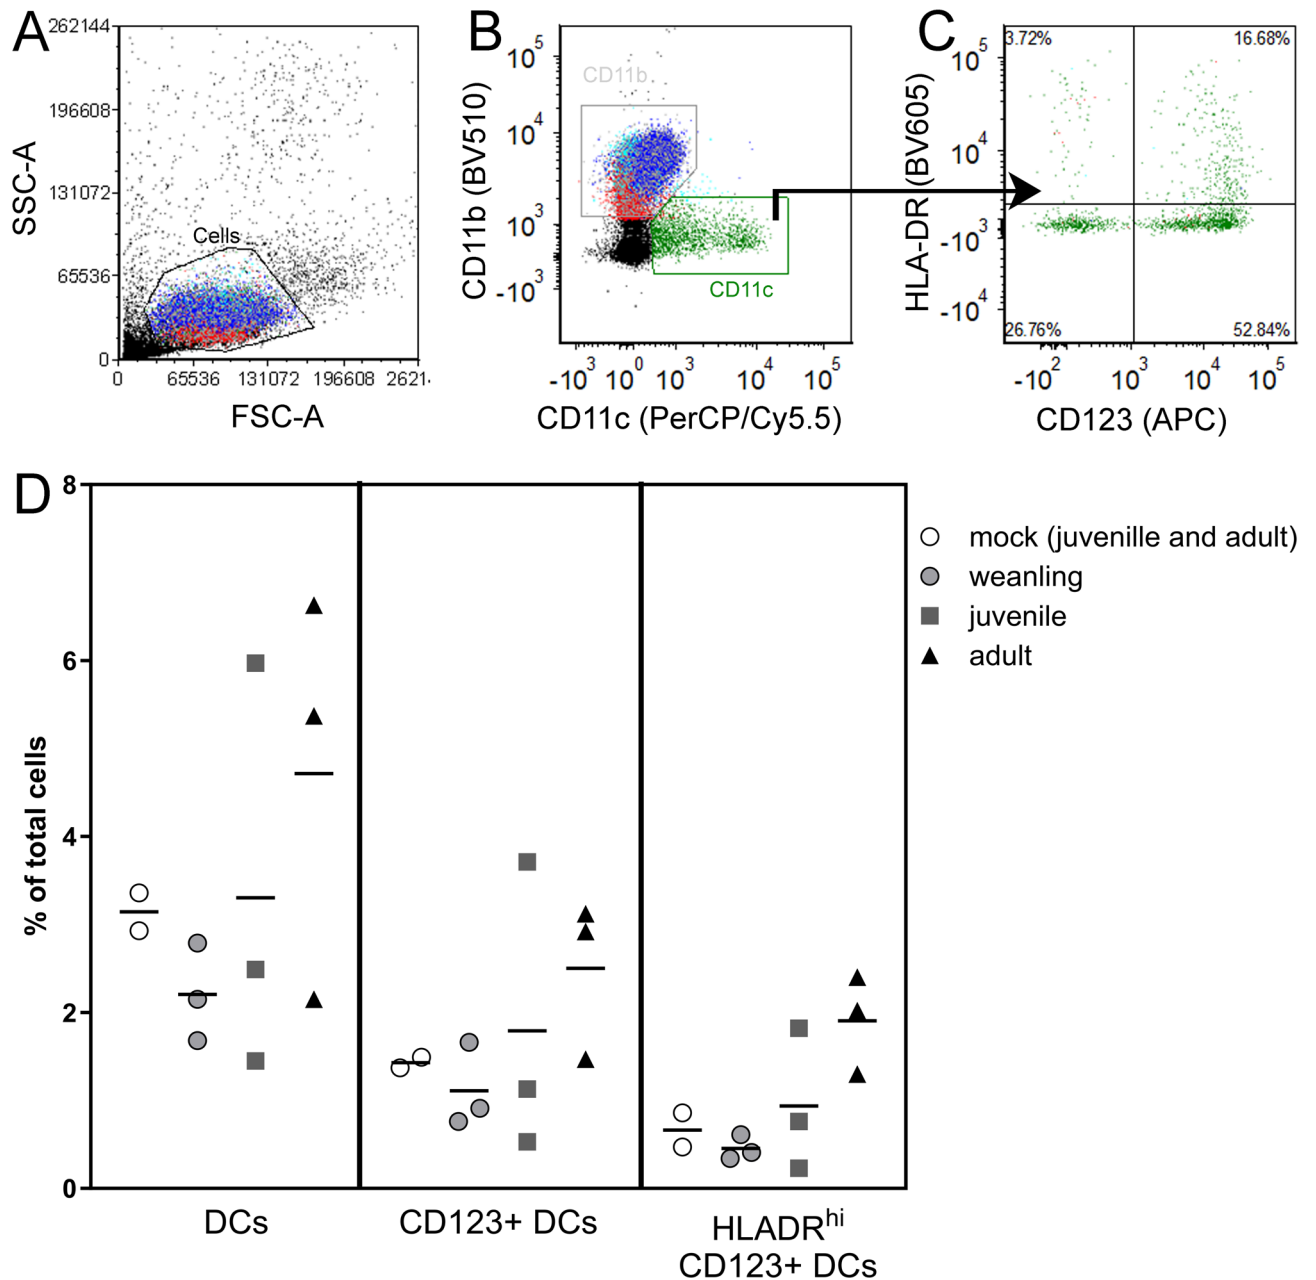 A
262144
196608
131072
65536
0
SSC-A
Cells
0 65536 131072 196608 2621
FSC-A
B
10^5
10^4
10^3
-10^3
CD11b (BV510)
CD11b
CD11c
-10^3 10^0 10^3 10^4 10^5
CD11c (PerCP/Cy5.5)
C
3.72% 16.68%
26.76% 52.84%
10^5
10^4
-10^3
-10^4
HLA-DR (BV605)
-10^2 10^3 10^4 10^5
CD123 (APC)
D
8
6
4
2
0
% of total cells
DCs
CD123+ DCs
HLADR^hi
CD123+ DCs
mock (juvenille and adult)
weanling
juvenile
adult